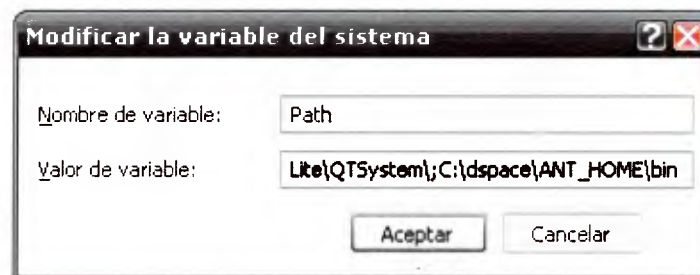 Modificar la variable del sistema
Nombre de variable: Path
Valor de variable: Lite\QTSystem\;C:\dspace\ANT_HOME\bin
Aceptar Cancelar